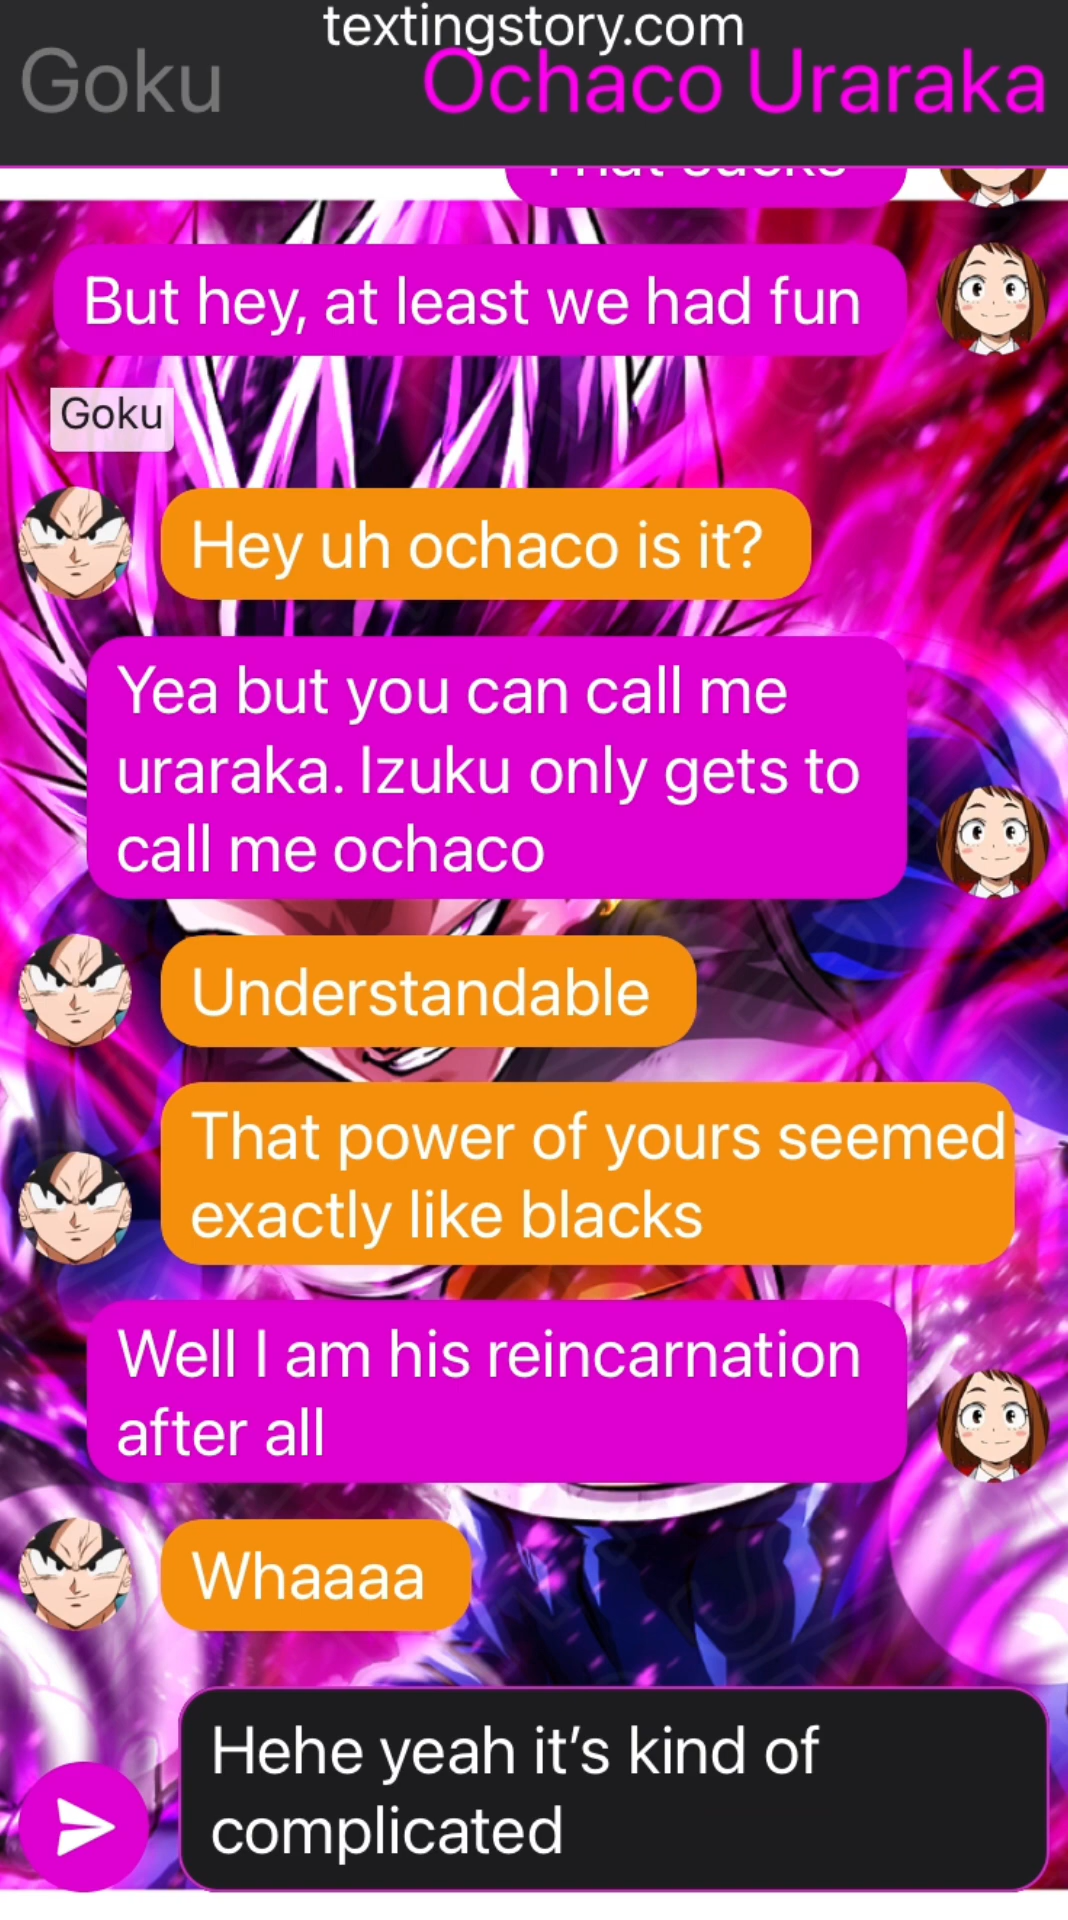 textingstory.com
Goku Ochaco Uraraka
That sucks
But hey, at least we had fun
Goku
Hey uh ochaco is it?
Yea but you can call me
uraraka. Izuku only gets to
call me ochaco
Understandable
That power of yours seemed
exactly like blacks
Well I am his reincarnation
after all
Whaaaa
Hehe yeah it’s kind of
complicated